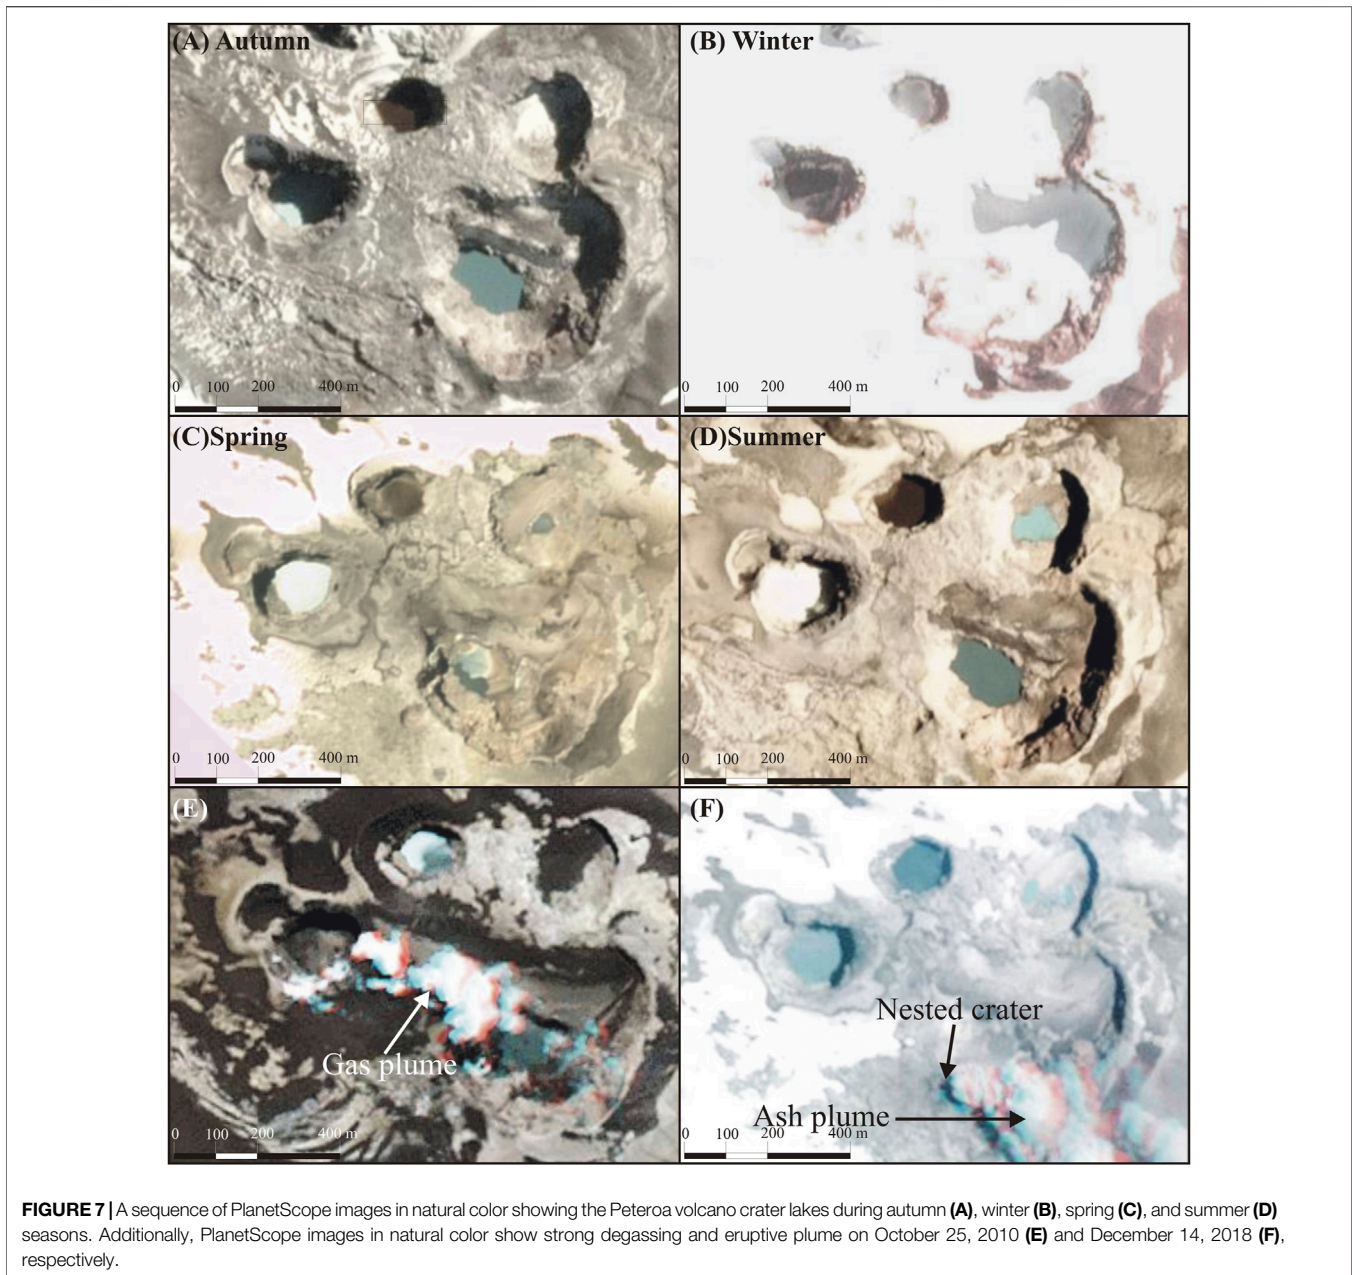 (A) Autumn
(B) Winter
0 100 200 400 m
0 100 200 400 m
(C)Spring
(D)Summer
0 100 200 400 m
0 100 200 400 m
(E)
(F)
Nested crater
Gas plume
Ash plume
0 100 200 400 m
0 100 200 400 m
FIGURE 7 | A sequence of PlanetScope images in natural color showing the Peteroa volcano crater lakes during autumn (A), winter (B), spring (C), and summer (D)
seasons. Additionally, PlanetScope images in natural color show strong degassing and eruptive plume on October 25, 2010 (E) and December 14, 2018 (F),
respectively.